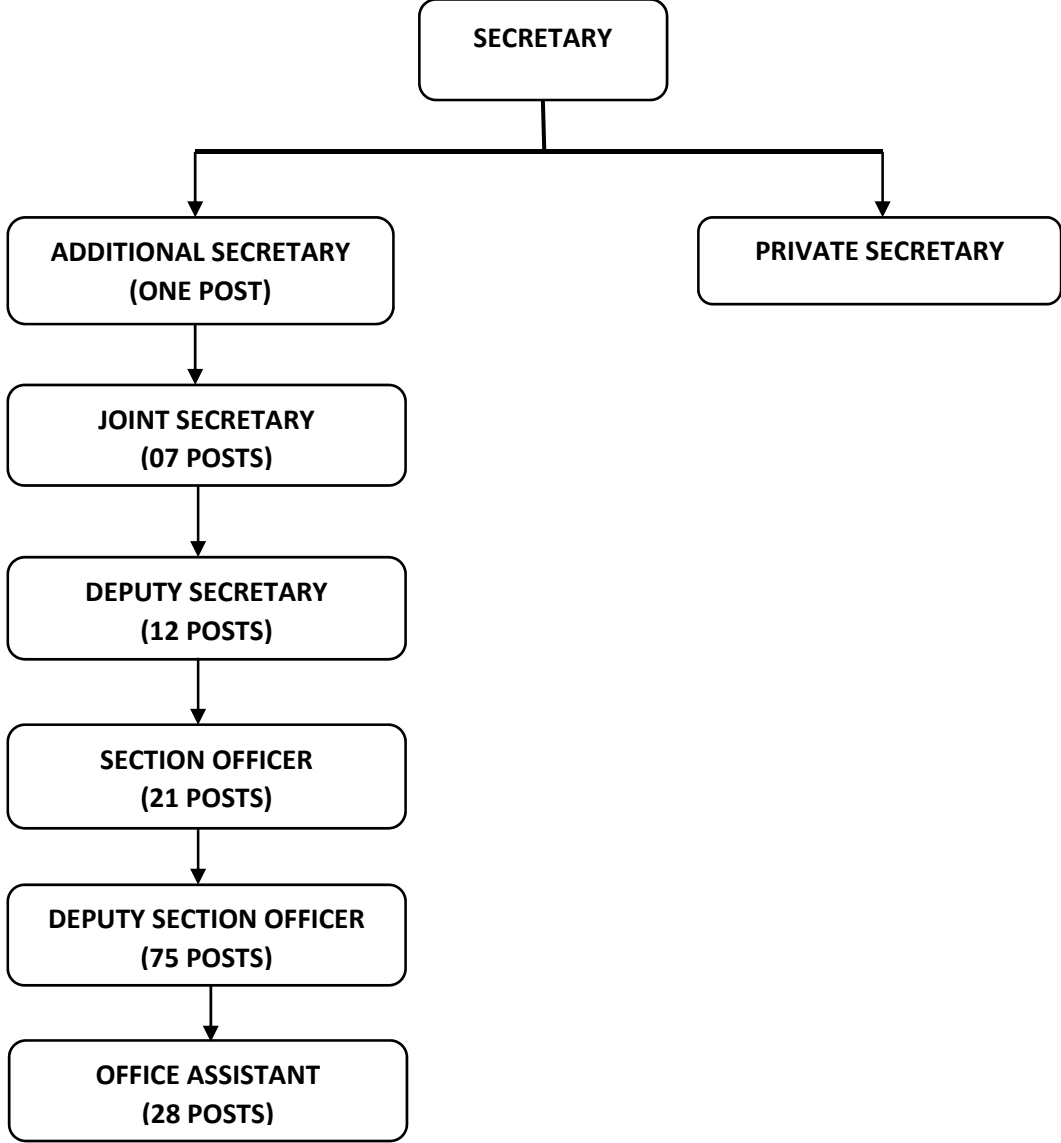 SECRETARY
ADDITIONAL SECRETARY
(ONE POST)
PRIVATE SECRETARY
JOINT SECRETARY
(07 POSTS)
DEPUTY SECRETARY
(12 POSTS)
SECTION OFFICER
(21 POSTS)
DEPUTY SECTION OFFICER
(75 POSTS)
OFFICE ASSISTANT
(28 POSTS)